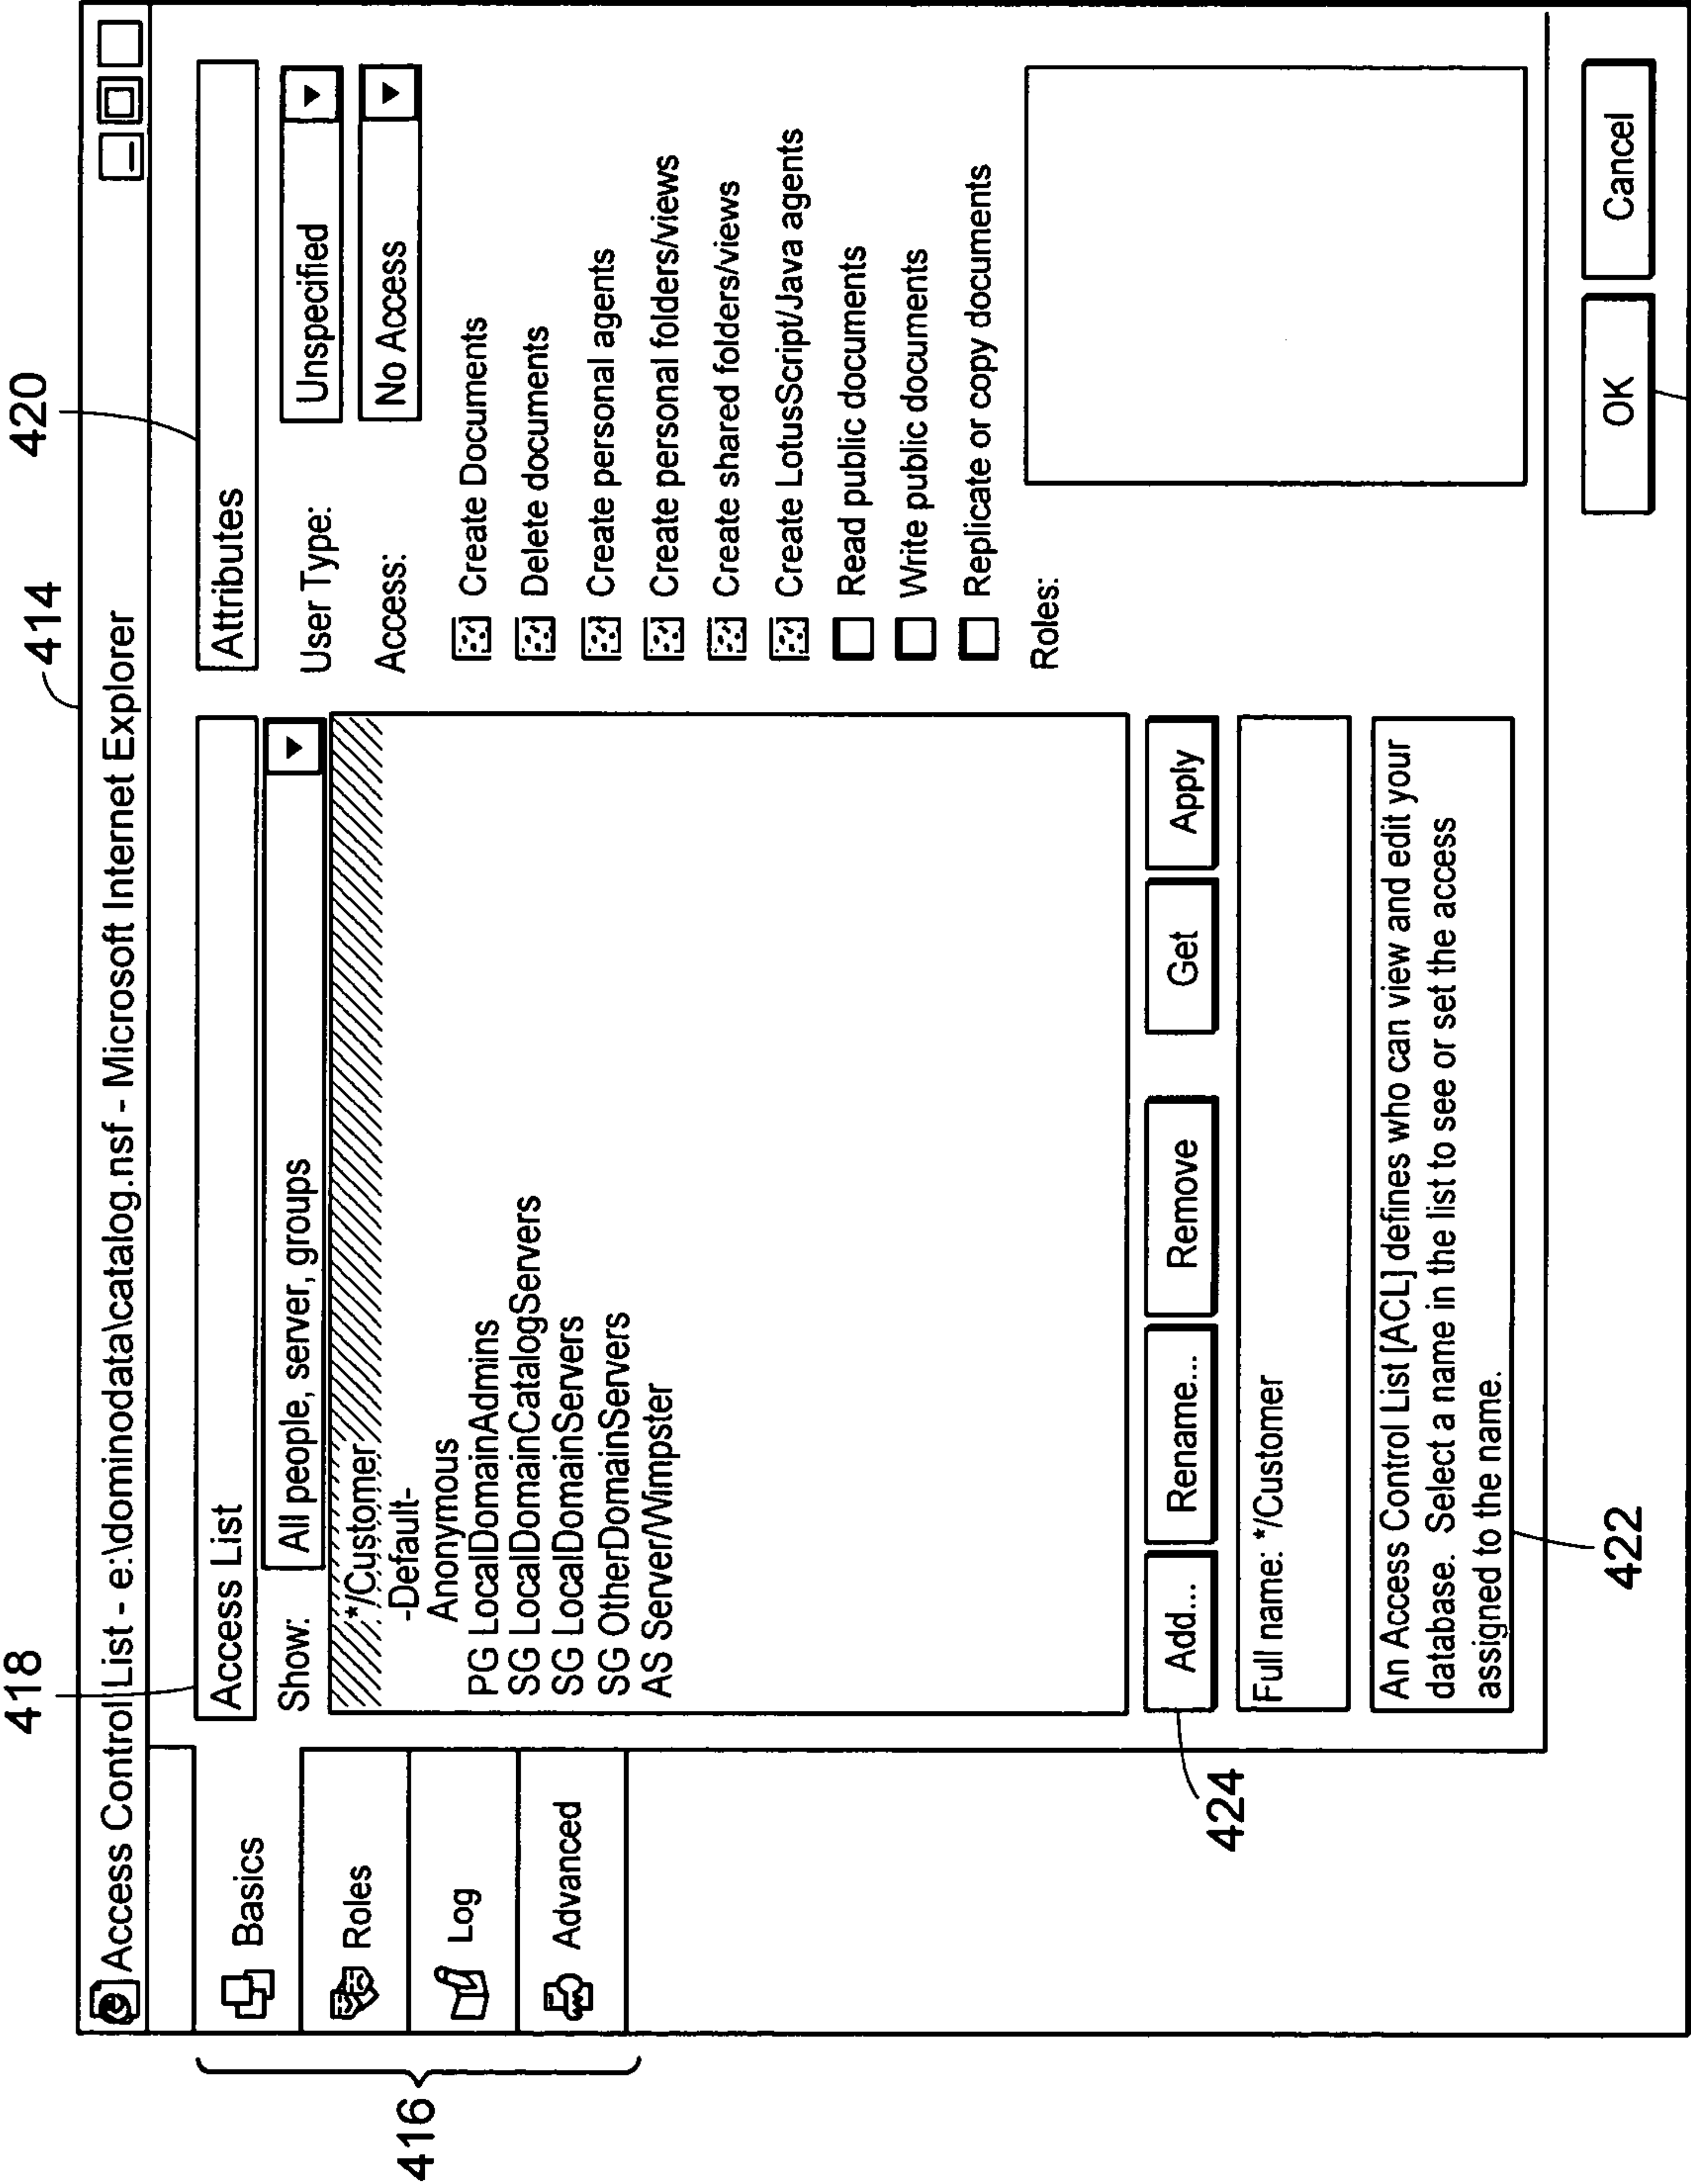 414
418
420
Access Control List - e:\dominodata\catalog.nsf - Microsoft Internet Explorer
416
Basics
Roles
Log
Advanced
Access List
Show:
All people, server, groups
*/Customer
-Default-
Anonymous
PG LocalDomainAdmins
SG LocalDomainCatalogServers
SG LocalDomainServers
SG OtherDomainServers
AS Server/Wimpster
424
Add...
Rename...
Remove
Get
Apply
Full name: */Customer
An Access Control List [ACL] defines who can view and edit your
database. Select a name in the list to see or set the access
assigned to the name.
422
Attributes
User Type:
Unspecified
Access:
No Access
Create Documents
Delete documents
Create personal agents
Create personal folders/views
Create shared folders/views
Create LotusScript/Java agents
Read public documents
Write public documents
Replicate or copy documents
Roles:
OK
Cancel